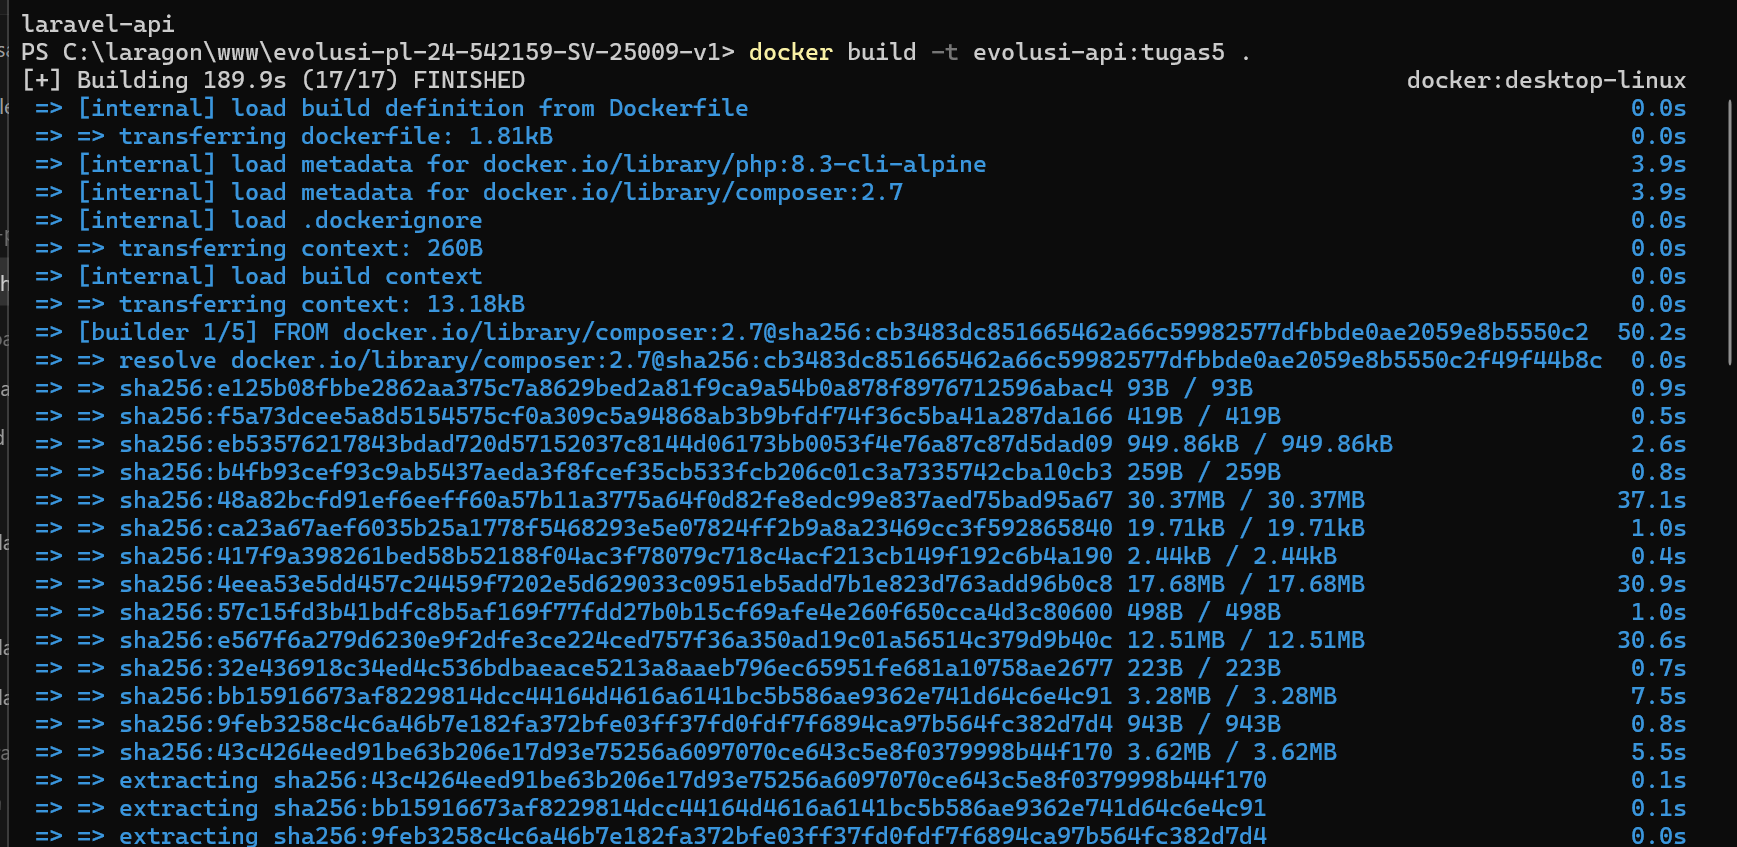 laravel-api
PS C:\laragon\www\evolusi-pl-24-542159-SV-25009-v1> docker build -t evolusi-api:tugas5 .
[+] Building 189.9s (17/17) FINISHED docker:desktop-linux
=> [internal] load build definition from Dockerfile 0.0s
=> => transferring dockerfile: 1.81kB 0.0s
=> [internal] load metadata for docker.io/library/php:8.3-cli-alpine 3.9s
=> [internal] load metadata for docker.io/library/composer:2.7 3.9s
=> [internal] load .dockerignore 0.0s
=> => transferring context: 260B 0.0s
=> [internal] load build context 0.0s
=> => transferring context: 13.18kB 0.0s
=> [builder 1/5] FROM docker.io/library/composer:2.7@sha256:cb3483dc851665462a66c59982577dfbbde0ae2059e8b5550c2 50.2s
=> => resolve docker.io/library/composer:2.7@sha256:cb3483dc851665462a66c59982577dfbbde0ae2059e8b5550c2f49f44b8c 0.0s
=> => sha256:e125b08fbbe2862aa375c7a8629bed2a81f9ca9a54b0a878f8976712596abac4 93B / 93B 0.9s
=> => sha256:f5a73dcee5a8d5154575cf0a309c5a94868ab3b9bfdf74f36c5ba41a287da166 419B / 419B 0.5s
=> => sha256:eb53576217843bdad720d57152037c8144d06173bb0053f4e76a87c87d5dad09 949.86kB / 949.86kB 2.6s
=> => sha256:b4fb93cef93c9ab5437aeda3f8fcef35cb533fcb206c01c3a7335742cba10cb3 259B / 259B 0.8s
=> => sha256:48a82bcfd91ef6eeff60a57b11a3775a64f0d82fe8edc99e837aed75bad95a67 30.37MB / 30.37MB 37.1s
=> => sha256:ca23a67aef6035b25a1778f5468293e5e07824ff2b9a8a23469cc3f592865840 19.71kB / 19.71kB 1.0s
=> => sha256:417f9a398261bed58b52188f04ac3f78079c718c4acf213cb149f192c6b4a190 2.44kB / 2.44kB 0.4s
=> => sha256:4eea53e5dd457c24459f7202e5d629033c0951eb5add7b1e823d763add96b0c8 17.68MB / 17.68MB 30.9s
=> => sha256:57c15fd3b41bdfc8b5af169f77fdd27b0b15cf69afe4e260f650cca4d3c80600 498B / 498B 1.0s
=> => sha256:e567f6a279d6230e9f2dfe3ce224ced757f36a350ad19c01a56514c379d9b40c 12.51MB / 12.51MB 30.6s
=> => sha256:32e436918c34ed4c536bdbaeace5213a8aaeb796ec65951fe681a10758ae2677 223B / 223B 0.7s
=> => sha256:bb15916673af8229814dcc44164d4616a6141bc5b586ae9362e741d64c6e4c91 3.28MB / 3.28MB 7.5s
=> => sha256:9feb3258c4c6a46b7e182fa372bfe03ff37fd0fdf7f6894ca97b564fc382d7d4 943B / 943B 0.8s
=> => sha256:43c4264eed91be63b206e17d93e75256a6097070ce643c5e8f0379998b44f170 3.62MB / 3.62MB 5.5s
=> => extracting sha256:43c4264eed91be63b206e17d93e75256a6097070ce643c5e8f0379998b44f170 0.1s
=> => extracting sha256:bb15916673af8229814dcc44164d4616a6141bc5b586ae9362e741d64c6e4c91 0.1s
=> => extracting sha256:9feb3258c4c6a46b7e182fa372bfe03ff37fd0fdf7f6894ca97b564fc382d7d4 0.0s